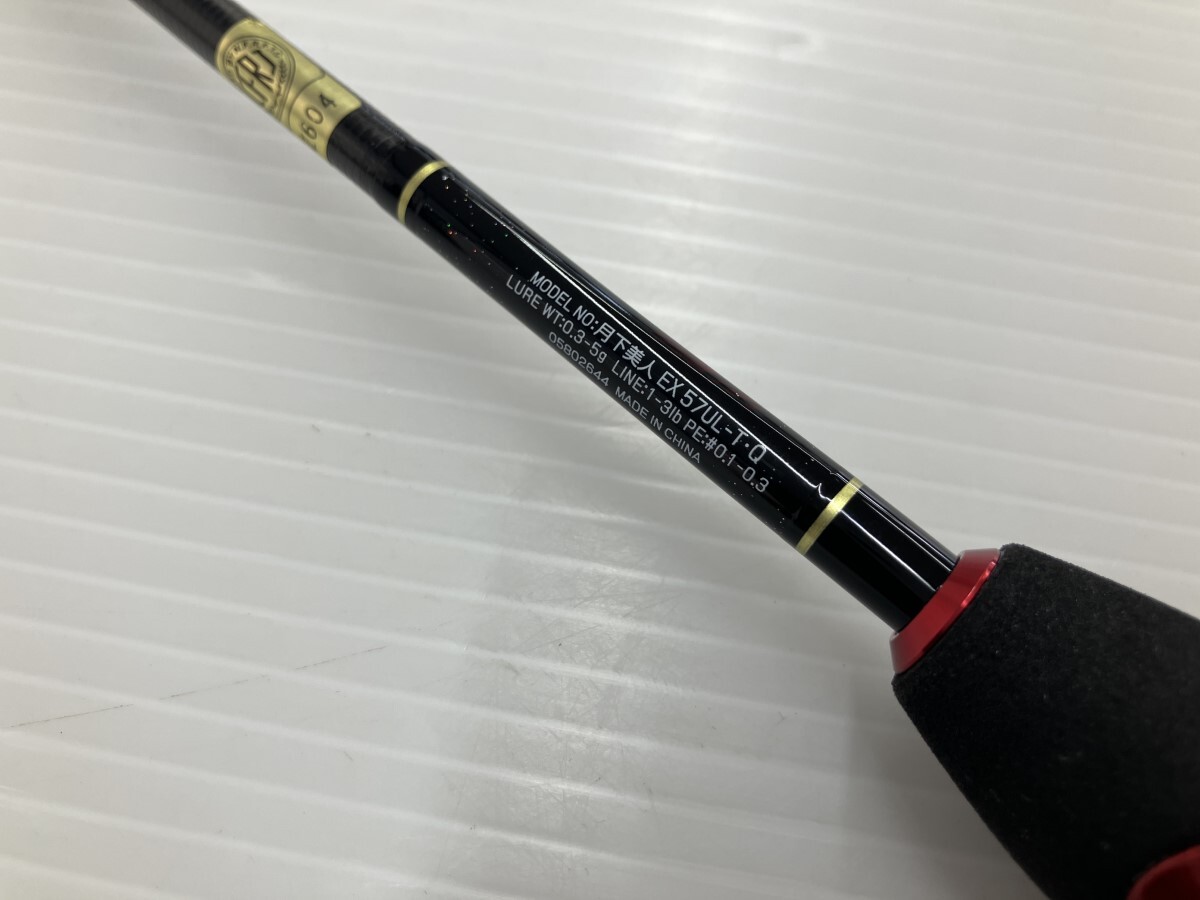 MODEL NO:月下美人 EX 57UL-T・Q
LURE WT:0.3-5g LINE:1-3lb PE:#0.1-0.3
05802644 MADE IN CHINA
1604